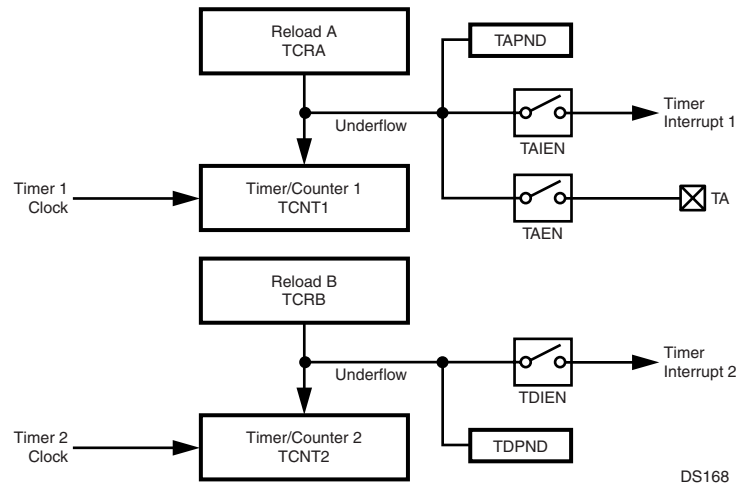 Reload A
TCRA
TAPND
Underflow
Timer
Interrupt 1
TAIEN
Timer 1
Clock
Timer/Counter 1
TCNT1
TA
TAEN
Reload B
TCRB
Underflow
Timer
Interrupt 2
TDIEN
Timer 2
Clock
Timer/Counter 2
TCNT2
TDPND
DS168